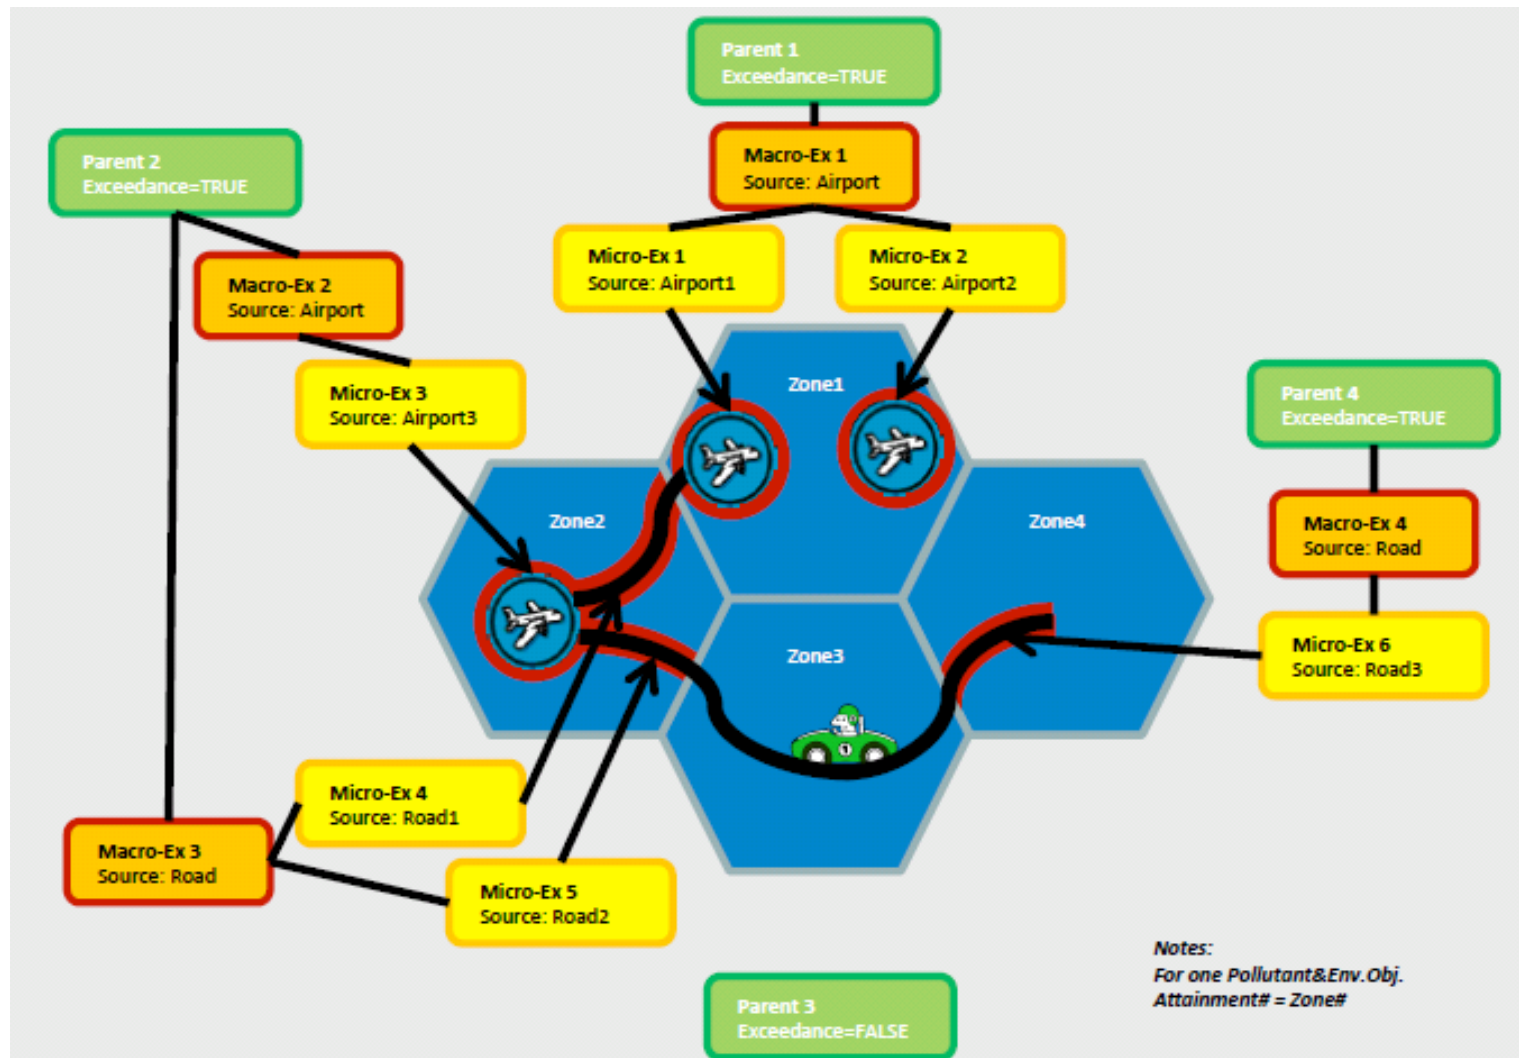 Parent 1
Exceedance=TRUE
Parent 2
Exceedance=TRUE
Macro-Ex 1
Source: Airport
Micro-Ex 1
Source: Airport1
Micro-Ex 2
Source: Airport2
Macro-Ex 2
Source: Airport
Micro-Ex 3
Source: Airport3
Zone1
Parent 4
Exceedance=TRUE
Zone2
Zone4
Macro-Ex 4
Source: Road
Zone3
Micro-Ex 6
Source: Road3
1
Micro-Ex 4
Source: Road1
Macro-Ex 3
Source: Road
Micro-Ex 5
Source: Road2
Notes:
For one Pollutant&Env.Obj.
Attainment# = Zone#
Parent 3
Exceedance=FALSE